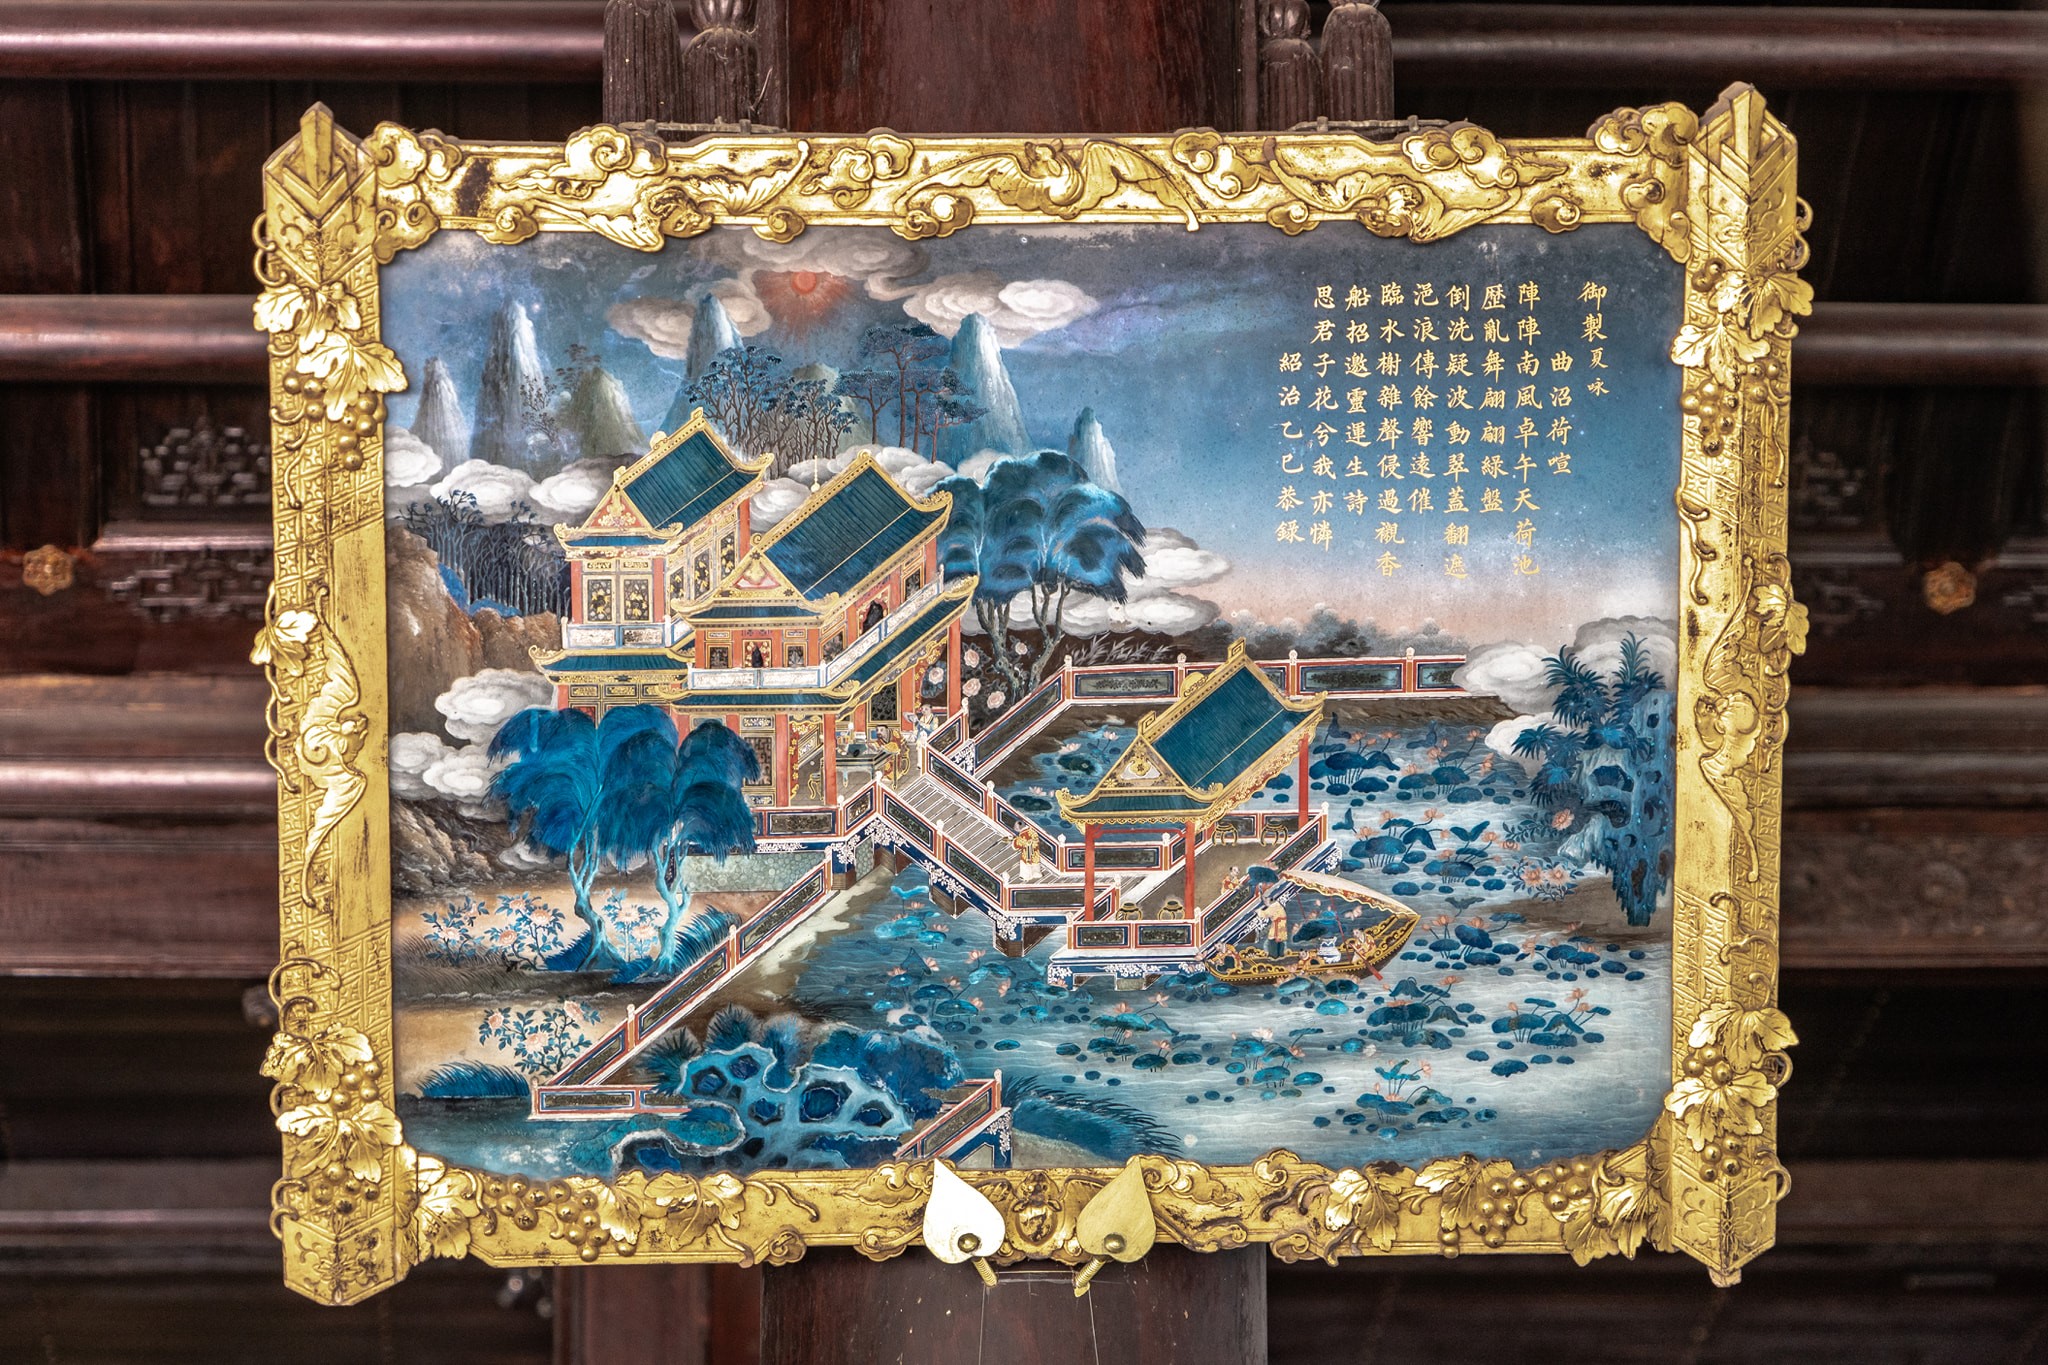 御製夏咏
曲沼荷喧
陣陣南風卓午天荷池
歷亂舞翩翩綠盤
倒洗疑波動翠蓋翻遮
浥浪傳餘響遠催
臨水榭雜聲侵過襯香
船招邀靈運生詩
思君子花兮我亦憐
紹治乙巳恭錄